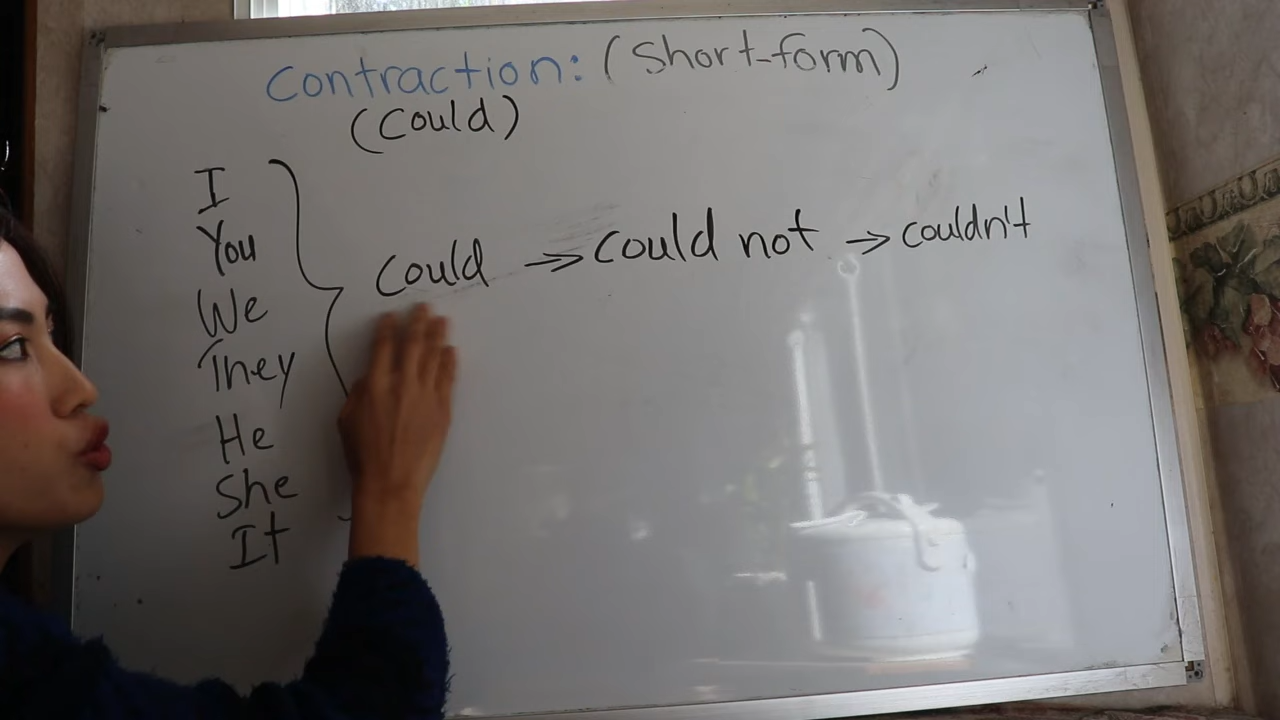 Contraction: (Short-form)
(Could)
I
You
We
They
He
She
It
Could → Could not → couldn't